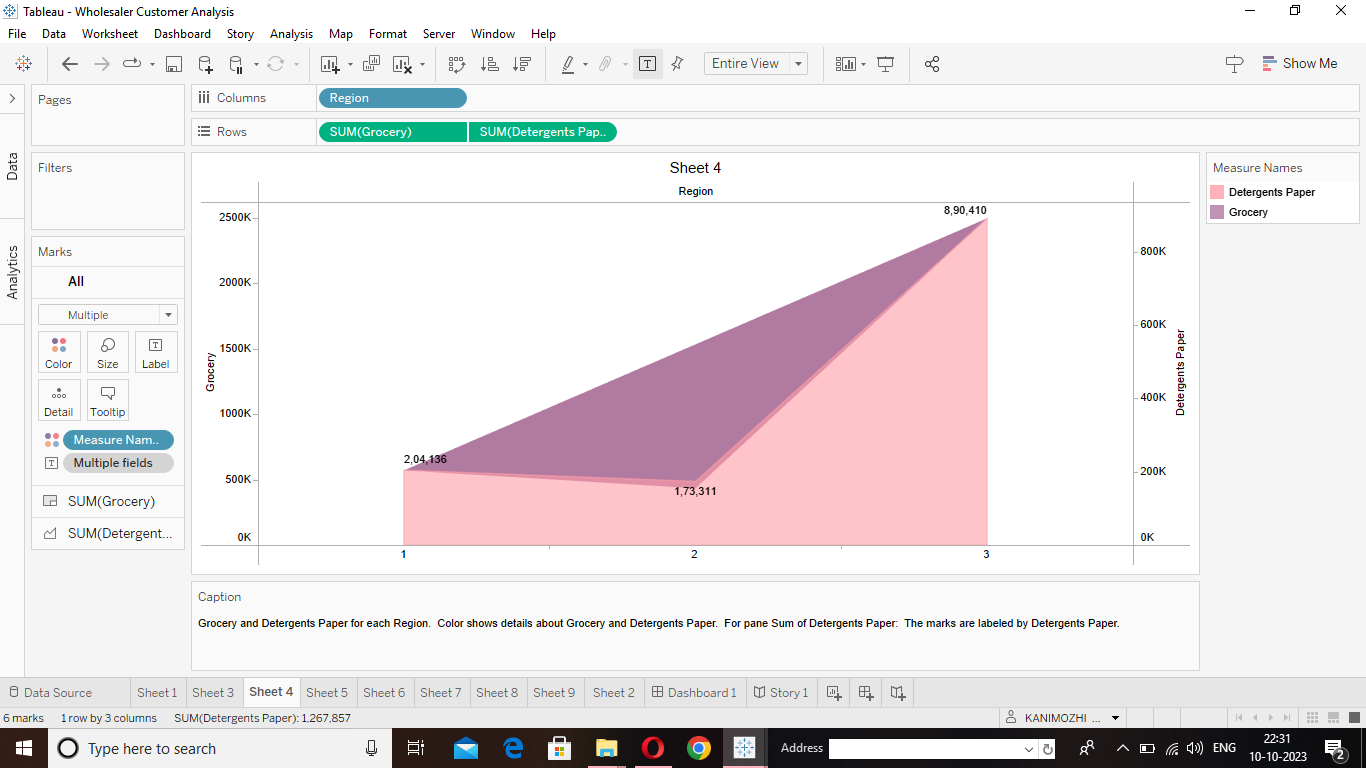 Tableau - Wholesaler Customer Analysis
File Data Worksheet Dashboard Story Analysis Map Format Server Window Help
Entire View
Show Me
Pages
Columns
Region
Rows
SUM(Grocery)
SUM(Detergents Pap..
Data
Analytics
Filters
Marks
All
Multiple
Color
Size
Label
Detail
Tooltip
Measure Nam..
Multiple fields
SUM(Grocery)
SUM(Detergent...
Sheet 4
Region
Grocery
2500K
2000K
1500K
1000K
500K
0K
8,90,410
2,04,136
1,73,311
1
2
3
800K
600K
400K
200K
0K
Detergents Paper
Measure Names
Detergents Paper
Grocery
Caption
Grocery and Detergents Paper for each Region. Color shows details about Grocery and Detergents Paper. For pane Sum of Detergents Paper: The marks are labeled by Detergents Paper.
Data Source Sheet 1 Sheet 3 Sheet 4 Sheet 5 Sheet 6 Sheet 7 Sheet 8 Sheet 9 Sheet 2 Dashboard 1 Story 1
6 marks 1 row by 3 columns SUM(Detergents Paper): 1,267,857
KANIMOZHI ...
Type here to search
Address
ENG
22:31
10-10-2023
2